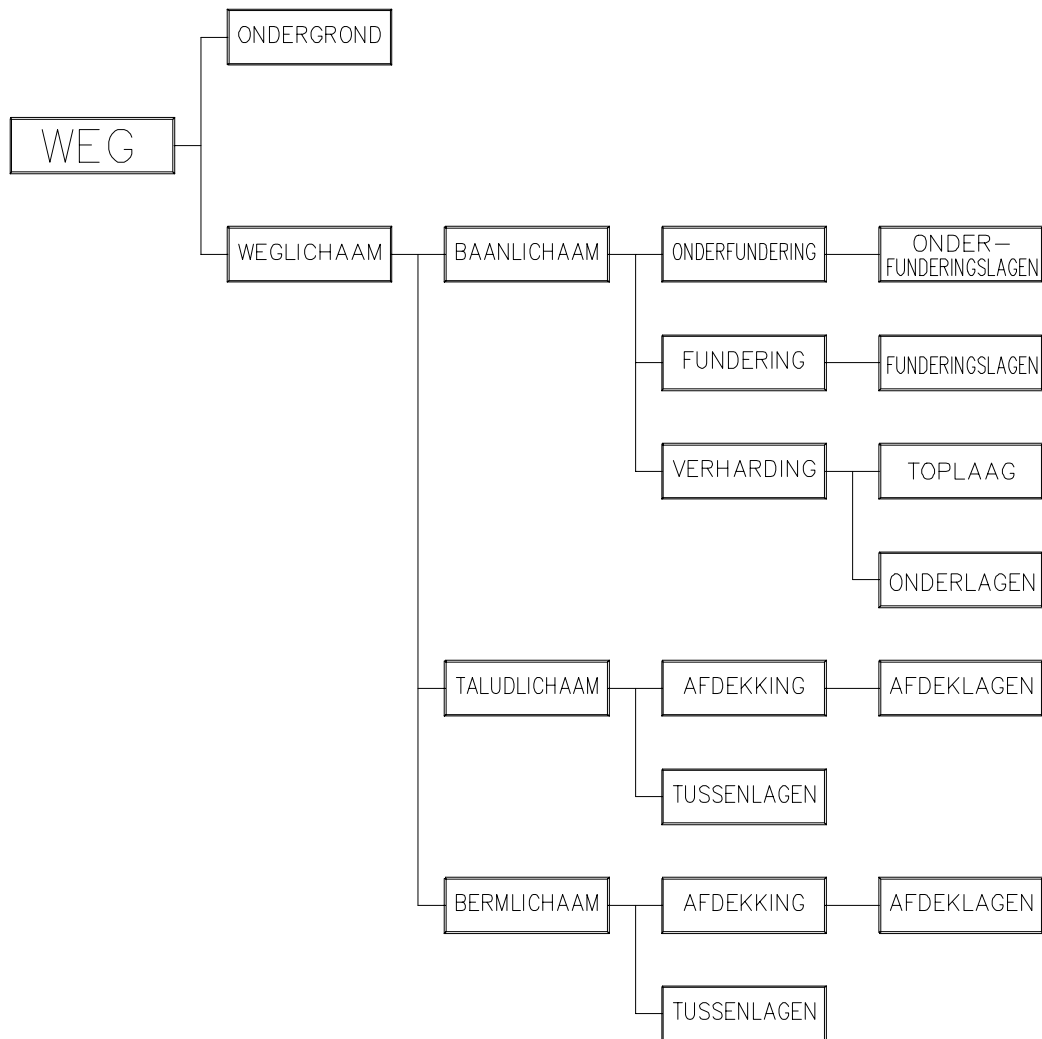 ONDERGROND
WEG
WEGLICHAAM
BAANLICHAAM
ONDERFUNDERING
ONDER-
FUNDERINGSLAGEN
FUNDERING
FUNDERINGSLAGEN
VERHARDING
TOPLAAG
ONDERLAGEN
TALUDLICHAAM
AFDEKKING
AFDEKLAGEN
TUSSENLAGEN
BERMLICHAAM
AFDEKKING
AFDEKLAGEN
TUSSENLAGEN